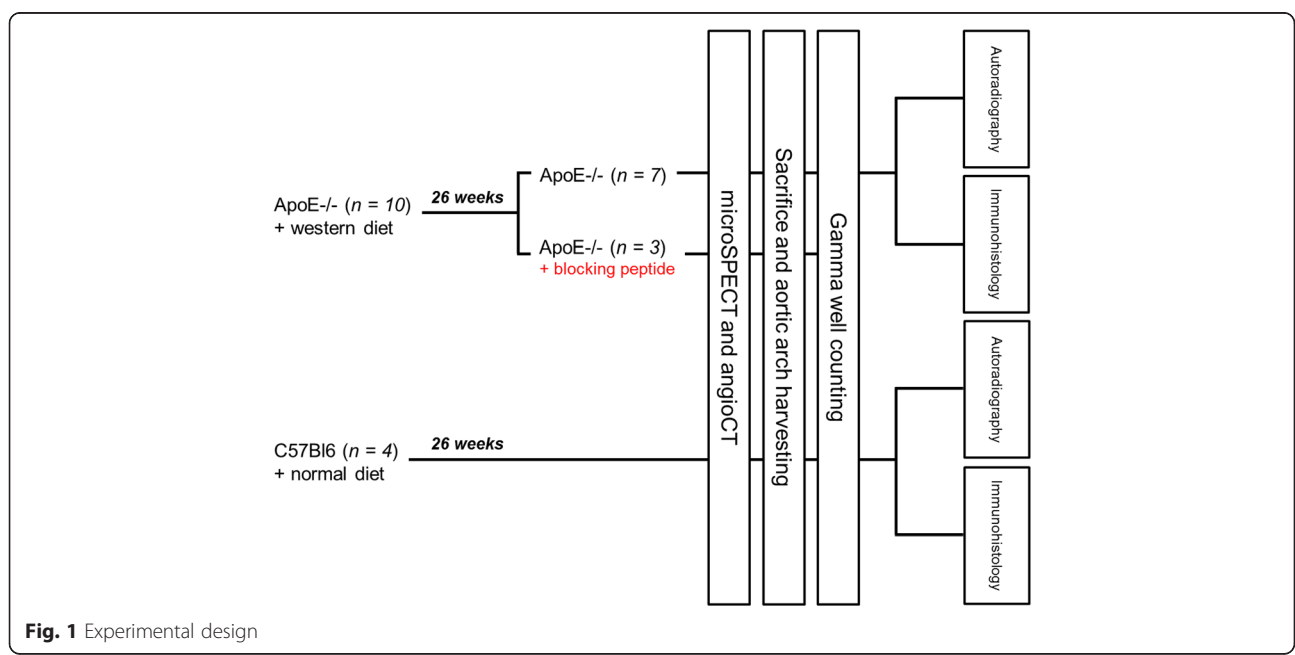 ApoE-/- (n = 10)
+ western diet
26 weeks
ApoE-/- (n = 7)
ApoE-/- (n = 3)
+ blocking peptide
C57Bl6 (n = 4)
+ normal diet
26 weeks
microSPECT and angioCT
Sacrifice and aortic arch harvesting
Gamma well counting
Autoradiography
Immunohistology
Autoradiography
Immunohistology
Fig. 1 Experimental design